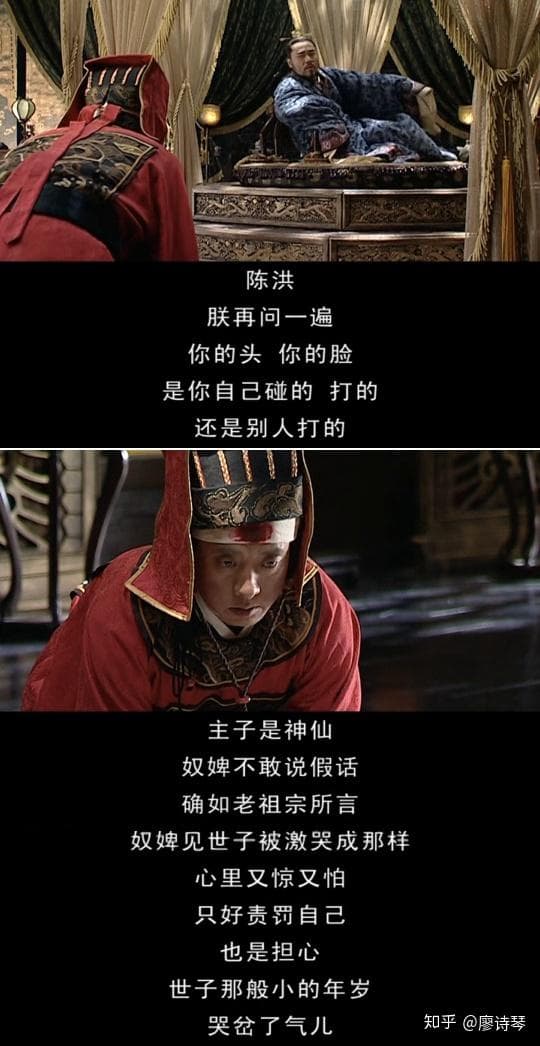 陈洪
朕再问一遍
你的头 你的脸
是你自己碰的 打的
还是别人打的
主子是神仙
奴婢不敢说假话
确如老祖宗所言
奴婢见世子被激哭成那样
心里又惊又怕
只好责罚自己
也是担心
世子那般小的年岁
哭岔了气儿
知乎 @廖诗琴